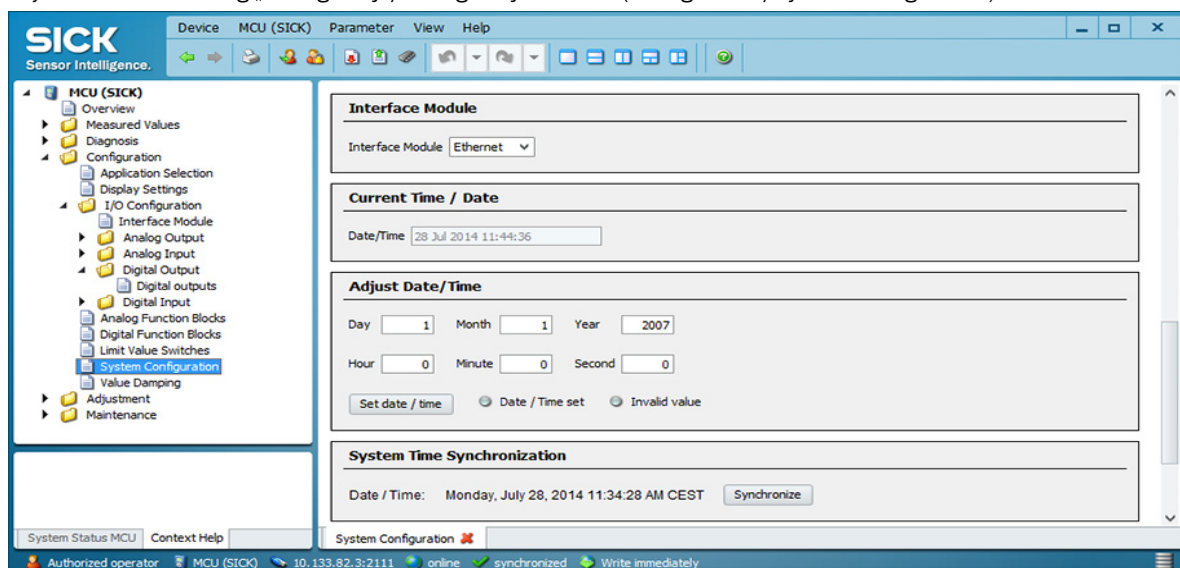 Device MCU (SICK) Parameter View Help
SICK
Sensor Intelligence.
MCU (SICK)
Overview
Measured Values
Diagnosis
Configuration
Application Selection
Display Settings
I/O Configuration
Interface Module
Analog Output
Analog Input
Digital Output
Digital outputs
Digital Input
Analog Function Blocks
Digital Function Blocks
Limit Value Switches
System Configuration
Value Damping
Adjustment
Maintenance
System Status MCU Context Help
Interface Module
Interface Module Ethernet
Current Time / Date
Date/Time 28 Jul 2014 11:44:36
Adjust Date/Time
Day 1 Month 1 Year 2007
Hour 0 Minute 0 Second 0
Set date / time Date / Time set Invalid value
System Time Synchronization
Date / Time: Monday, July 28, 2014 11:34:28 AM CEST Synchronize
System Configuration
Authorized operator MCU (SICK) 10.133.82.3:2111 online synchronized Write immediately